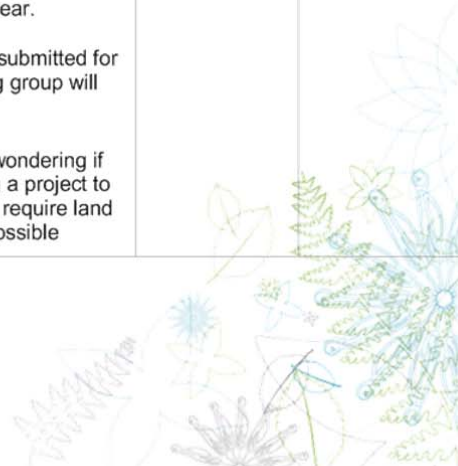 ear.
submitted for
g group will
wondering if
a project to
require land
ossible